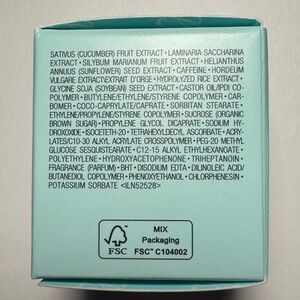 SATIVUS (CUCUMBER) FRUIT EXTRACT • LAMINARIA SACCHARINA
EXTRACT • SILYBUM MARIANUM FRUIT EXTRACT • HELIANTHUS
ANNUUS (SUNFLOWER) SEED EXTRACT • CAFFEINE • HORDEUM
VULGARE EXTRACT\EXTRAIT D'ORGE • HYDROLYZED RICE EXTRACT •
GLYCINE SOJA (SOYBEAN) SEED EXTRACT • CASTOR OIL/IPDI CO-
POLYMER • BUTYLENE/ETHYLENE/STYRENE COPOLYMER • CAR-
BOMER • COCO-CAPRYLATE/CAPRATE • SORBITAN STEARATE •
ETHYLENE/PROPYLENE/STYRENE COPOLYMER • SUCROSE (ORGANIC
BROWN SUGAR) • PROPYLENE GLYCOL DICAPRATE • SODIUM HY-
DROXIDE • ISOCETETH-20 • TETRAHEXYLDECYL ASCORBATE • ACRY-
LATES/C10-30 ALKYL ACRYLATE CROSSPOLYMER • PEG-20 METHYL
GLUCOSE SESQUISTEARATE • C12-15 ALKYL ETHYLHEXANOATE •
POLYETHYLENE • HYDROXYACETOPHENONE • TRIHEPTANOIN •
FRAGRANCE (PARFUM) • BHT • DISODIUM EDTA • DILINOLEIC ACID/
BUTANEDIOL COPOLYMER • PHENOXYETHANOL • CHLORPHENESIN •
POTASSIUM SORBATE <ILN52528>
MIX
Packaging
FSC FSC™ C104002